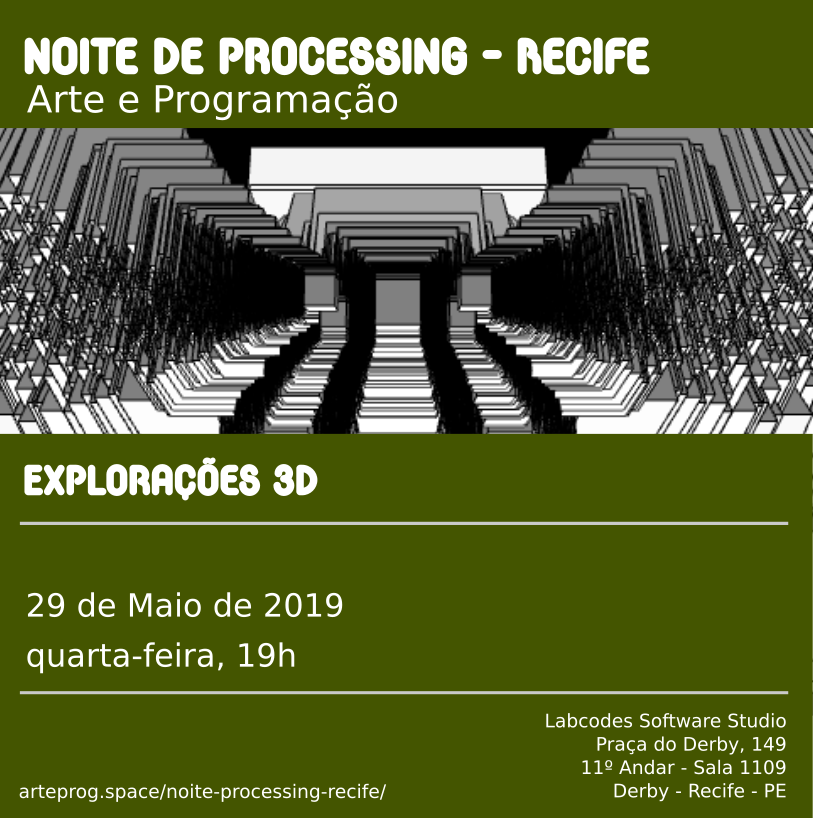 NOITE DE PROCESSING - RECIFE
Arte e Programação
EXPLORAÇÕES 3D
29 de Maio de 2019
quarta-feira, 19h
Labcodes Software Studio
Praça do Derby, 149
11º Andar - Sala 1109
Derby - Recife - PE
arteprog.space/noite-processing-recife/